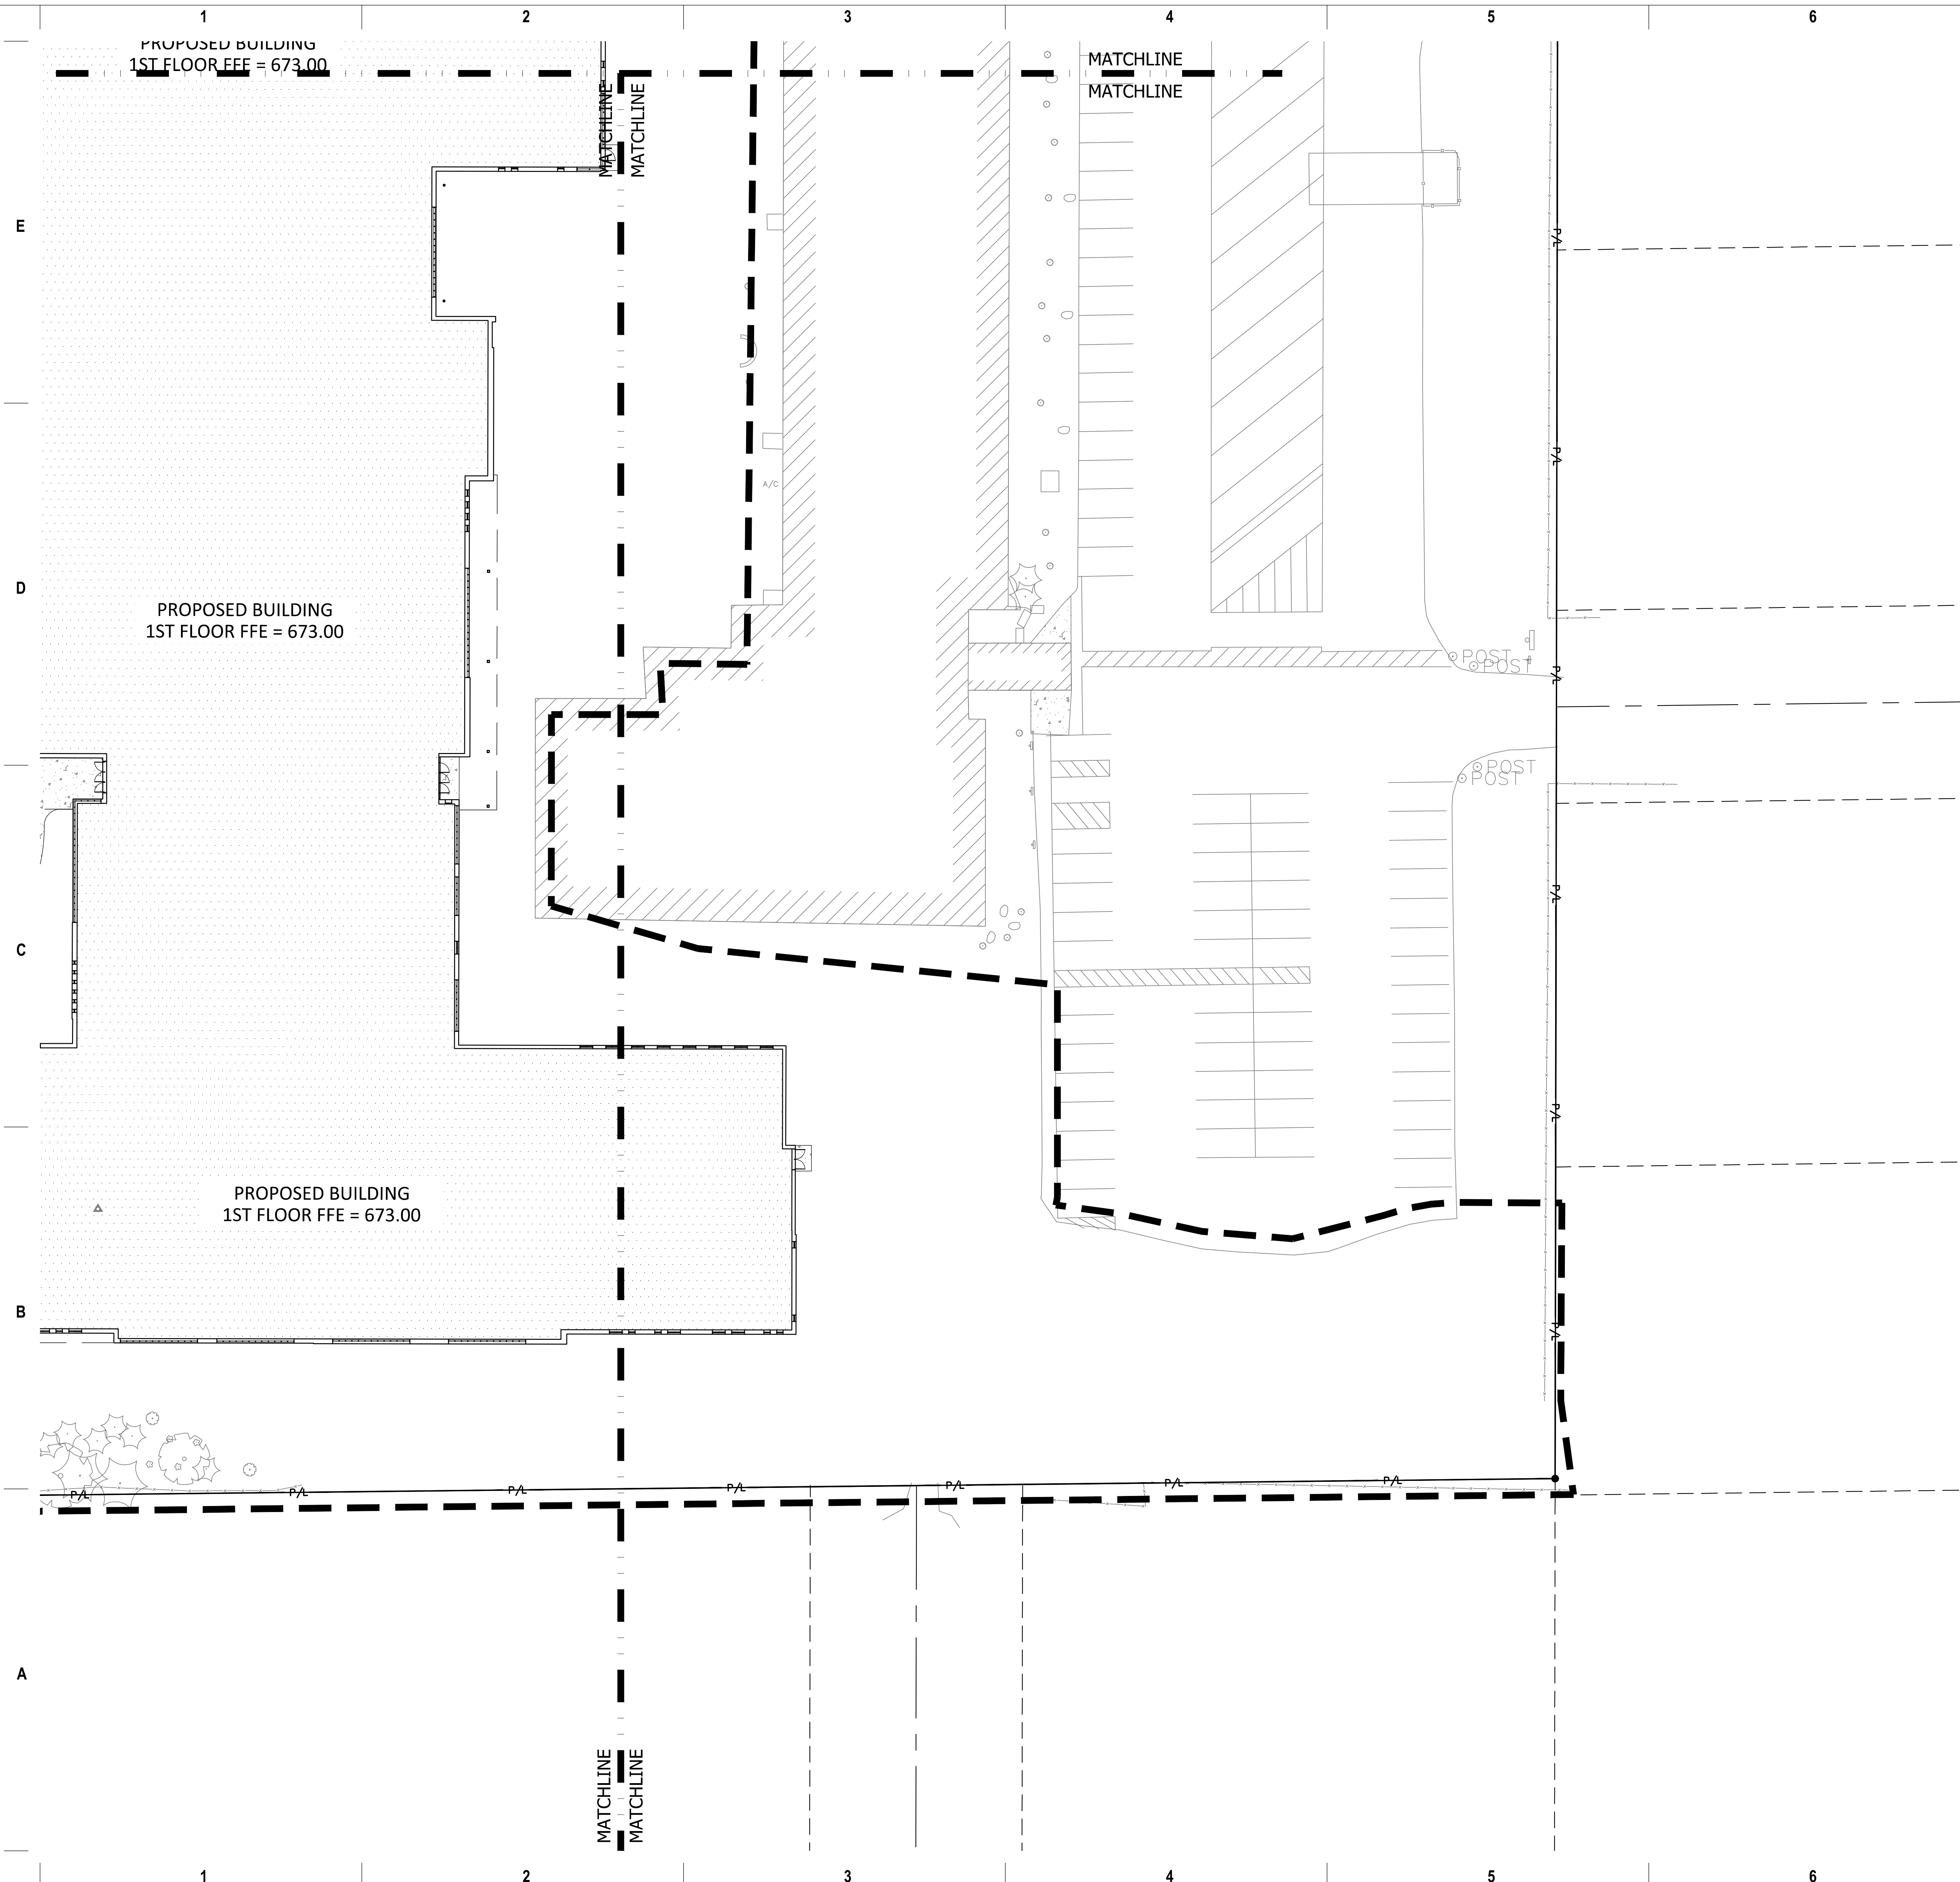 1 2 3 4 5 6
PROPOSED BUILDING
1ST FLOOR FFE = 673.00
MATCHLINE
MATCHLINE
MATCHLINE
MATCHLINE
E
P/L
P/L
A/C
D
PROPOSED BUILDING
1ST FLOOR FFE = 673.00
POST
POST
P/L
POST
POST
P/L
C
P/L
PROPOSED BUILDING
1ST FLOOR FFE = 673.00
B
P/L
P/L P/L P/L P/L P/L P/L P/L
A
MATCHLINE
MATCHLINE
1 2 3 4 5 6